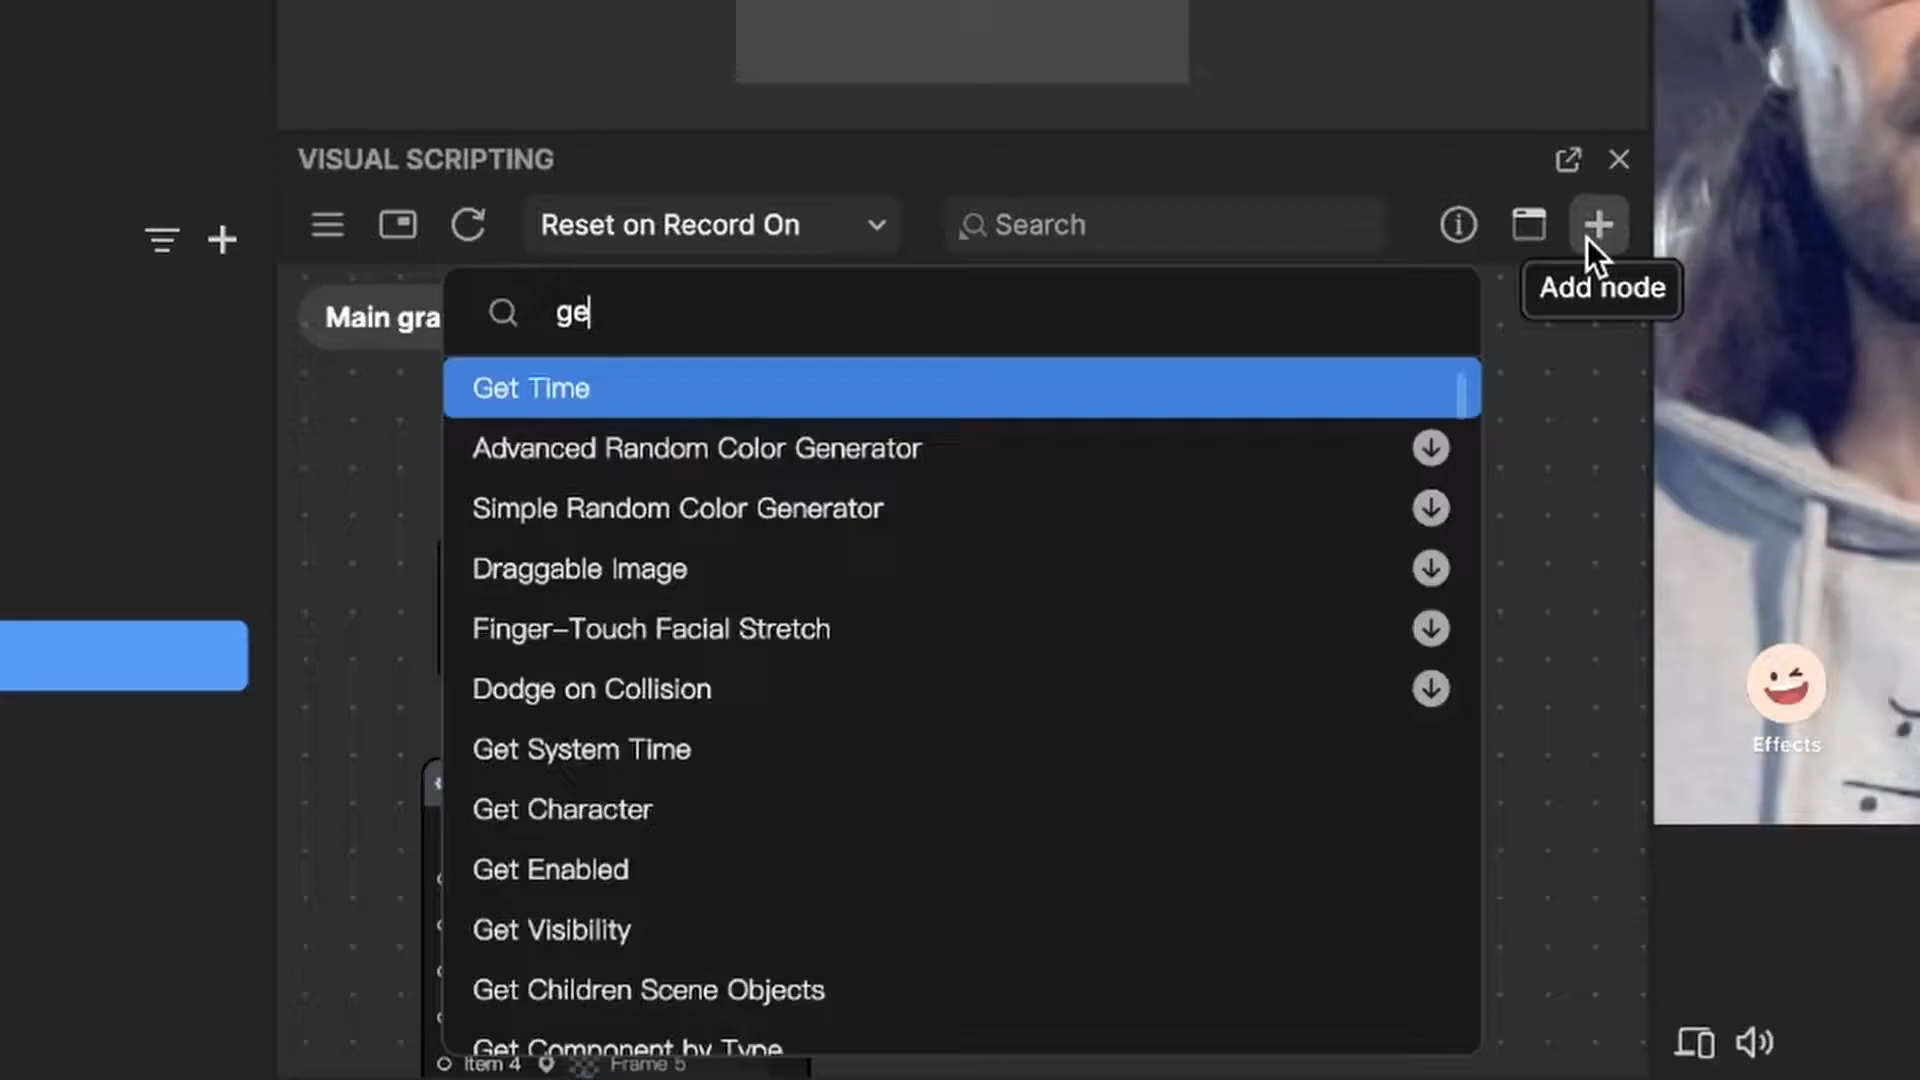 VISUAL SCRIPTING
Reset on Record On
Search
Add node
Main gra
ge
Get Time
Advanced Random Color Generator
Simple Random Color Generator
Draggable Image
Finger-Touch Facial Stretch
Dodge on Collision
Get System Time
Get Character
Get Enabled
Get Visibility
Get Children Scene Objects
Get Component by Type
Item 4
Frame 5
Effects